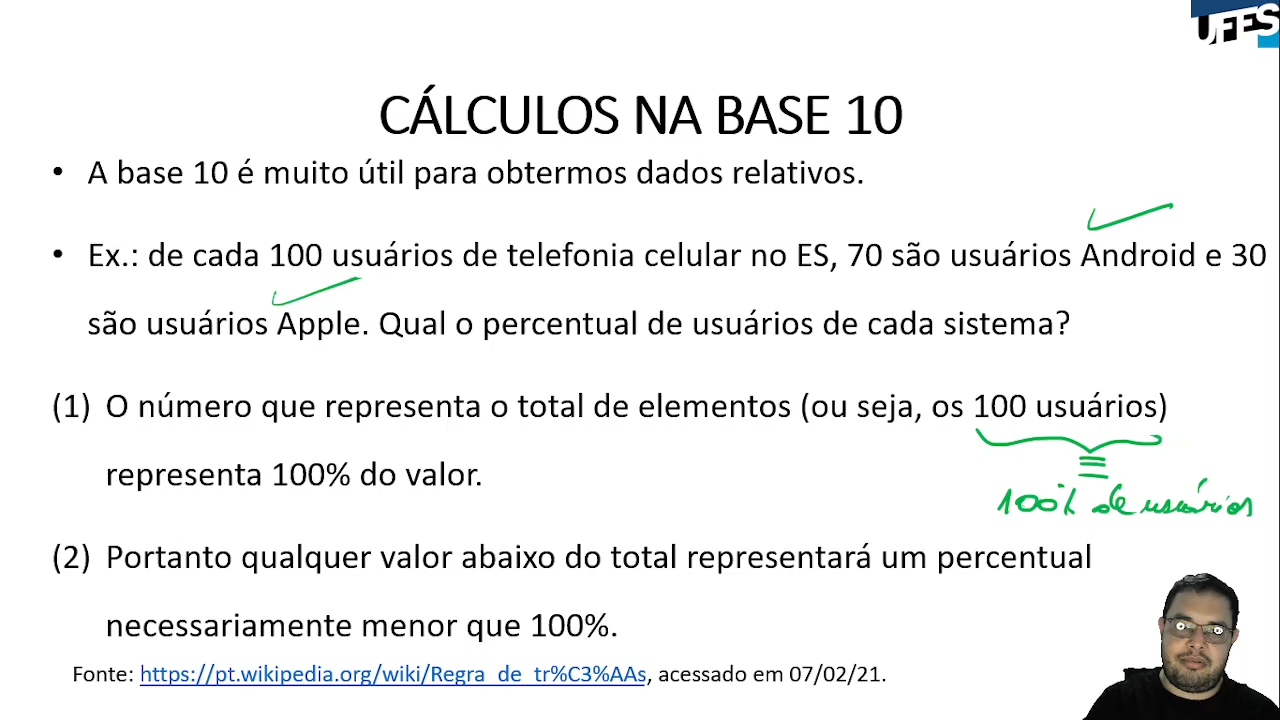 UFES
CÁLCULOS NA BASE 10
• A base 10 é muito útil para obtermos dados relativos.
• Ex.: de cada 100 usuários de telefonia celular no ES, 70 são usuários Android e 30
são usuários Apple. Qual o percentual de usuários de cada sistema?
(1) O número que representa o total de elementos (ou seja, os 100 usuários)
representa 100% do valor.
100% de usuários
(2) Portanto qualquer valor abaixo do total representará um percentual
necessariamente menor que 100%.
Fonte: https://pt.wikipedia.org/wiki/Regra_de_tr%C3%AAs, acessado em 07/02/21.